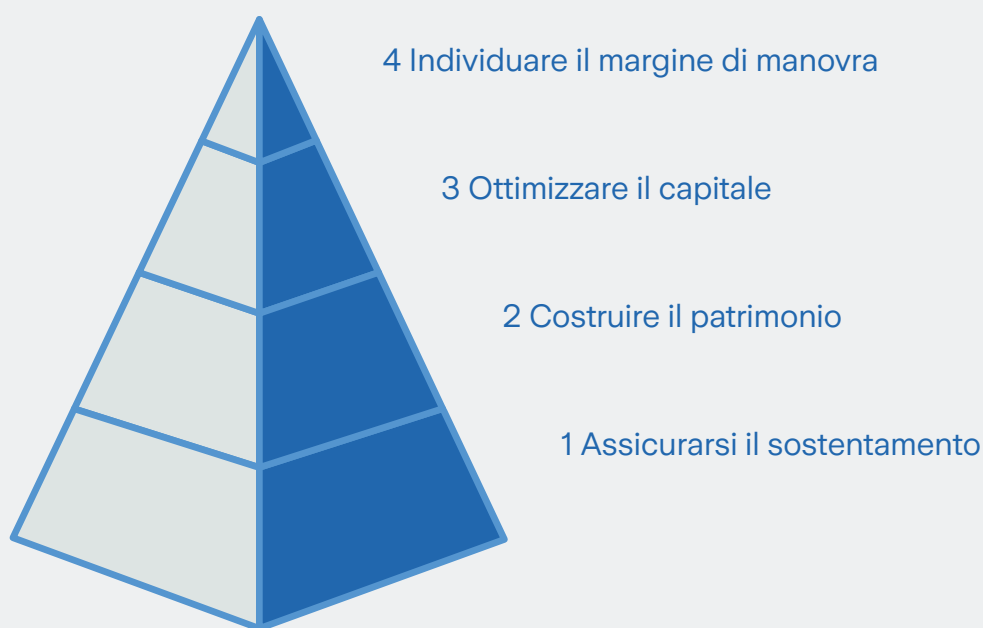 4 Individuare il margine di manovra
3 Ottimizzare il capitale
2 Costruire il patrimonio
1 Assicurarsi il sostentamento